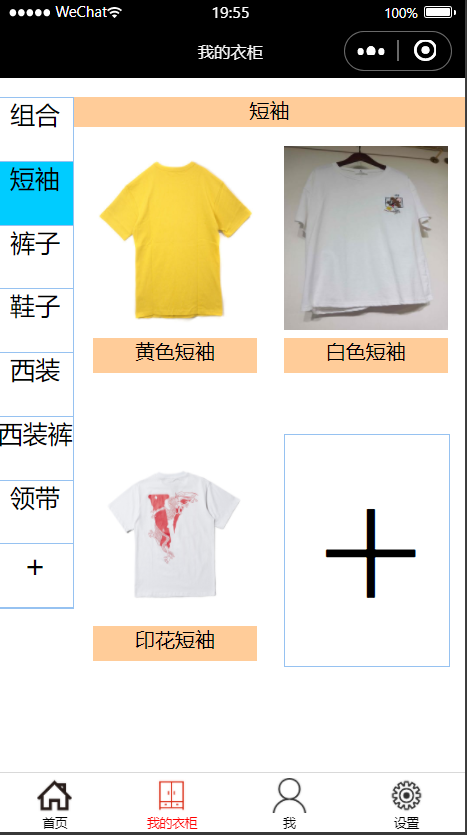 WeChat
19:55
100%
我的衣柜
组合
短袖
裤子
鞋子
西装
西装裤
领带
+
短袖
黄色短袖
白色短袖
印花短袖
首页
我的衣柜
我
设置